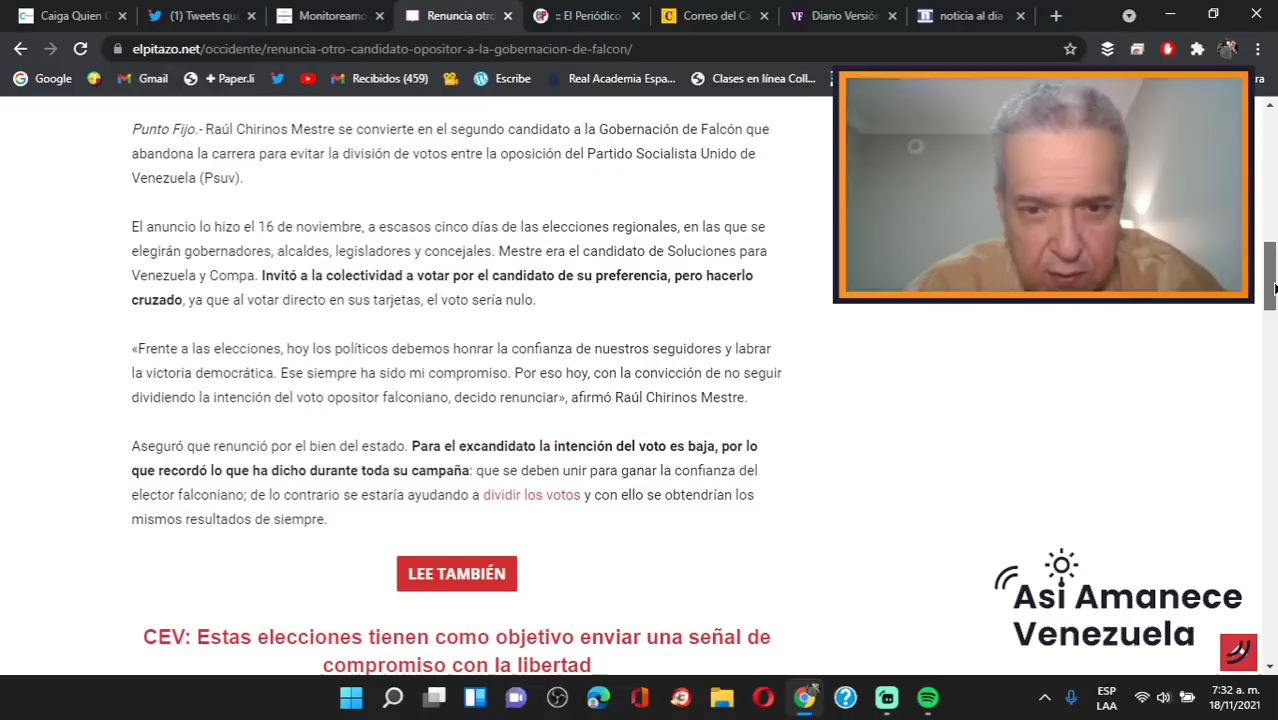 Caiga Quien C
(1) Tweets que
Monitoreamo
Renuncia otro
:: El Periódico
Correo del Ca
Diario Versión
noticia al día
elpitazo.net/occidente/renuncia-otro-candidato-opositor-a-la-gobernacion-de-falcon/
Google
Gmail
+ Paper.li
Recibidos (459)
Escribe
Real Academia Espa...
Clases en línea Coll...
Punto Fijo.- Raúl Chirinos Mestre se convierte en el segundo candidato a la Gobernación de Falcón que
abandona la carrera para evitar la división de votos entre la oposición del Partido Socialista Unido de
Venezuela (Psuv).
El anuncio lo hizo el 16 de noviembre, a escasos cinco días de las elecciones regionales, en las que se
elegirán gobernadores, alcaldes, legisladores y concejales. Mestre era el candidato de Soluciones para
Venezuela y Compa. Invitó a la colectividad a votar por el candidato de su preferencia, pero hacerlo
cruzado, ya que al votar directo en sus tarjetas, el voto sería nulo.
«Frente a las elecciones, hoy los políticos debemos honrar la confianza de nuestros seguidores y labrar
la victoria democrática. Ese siempre ha sido mi compromiso. Por eso hoy, con la convicción de no seguir
dividiendo la intención del voto opositor falconiano, decido renunciar», afirmó Raúl Chirinos Mestre.
Aseguró que renunció por el bien del estado. Para el excandidato la intención del voto es baja, por lo
que recordó lo que ha dicho durante toda su campaña: que se deben unir para ganar la confianza del
elector falconiano; de lo contrario se estaría ayudando a dividir los votos y con ello se obtendrían los
mismos resultados de siempre.
LEE TAMBIÉN
CEV: Estas elecciones tienen como objetivo enviar una señal de
compromiso con la libertad
Asi Amanece
Venezuela
ESP
LAA
7:32 a. m.
18/11/2021